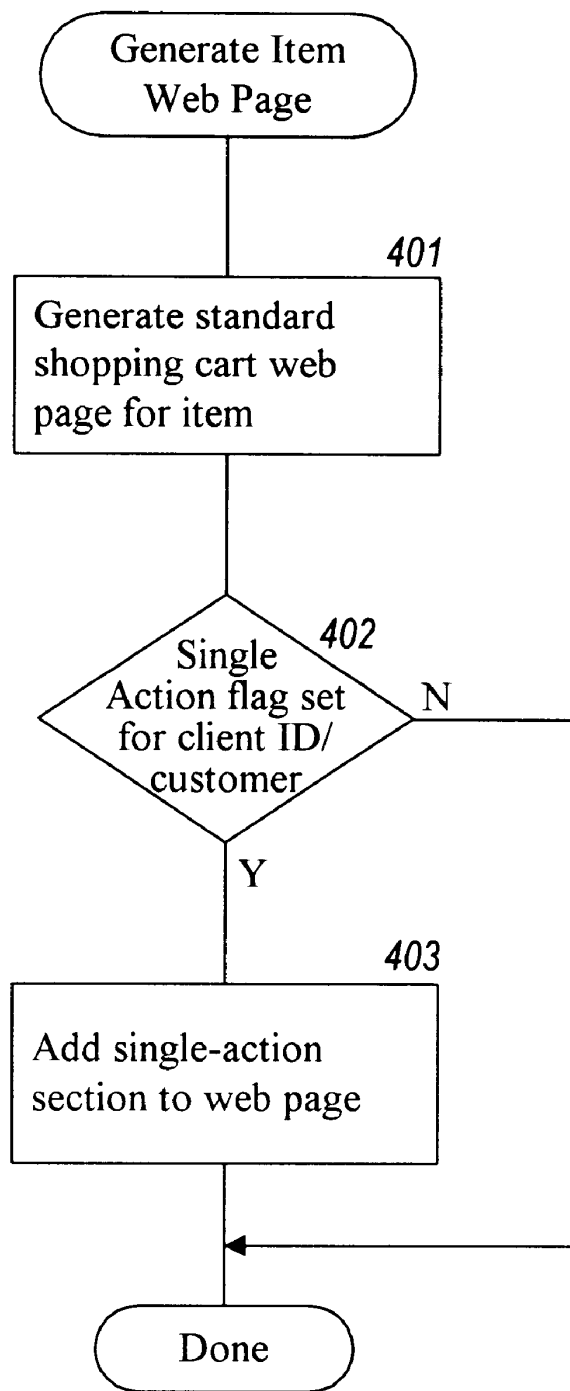 Generate Item
Web Page
401
Generate standard
shopping cart web
page for item
402
Single
Action flag set
for client ID/
customer
N
Y
403
Add single-action
section to web page
Done